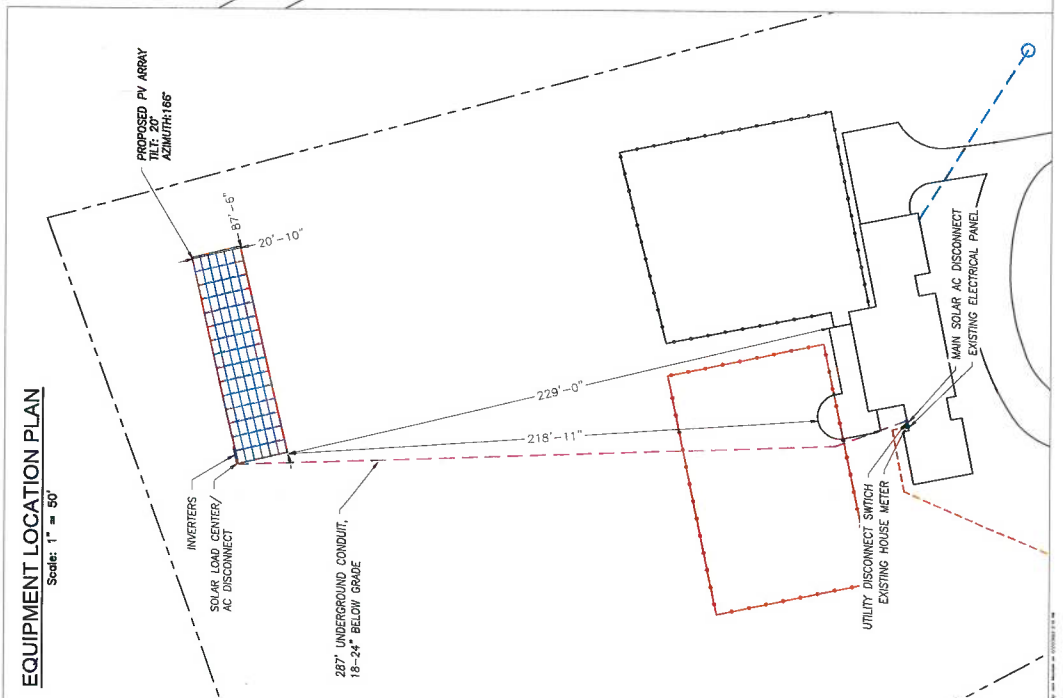 EQUIPMENT LOCATION PLAN
Scale: 1" = 50'
PROPOSED PV ARRAY
TILT: 20°
AZIMUTH:166°
87'-6"
20'-10"
INVERTERS
SOLAR LOAD CENTER/
AC DISCONNECT
287' UNDERGROUND CONDUIT,
18-24" BELOW GRADE
229'-0"
218'-11"
UTILITY DISCONNECT SWTICH
EXISTING HOUSE METER
MAIN SOLAR AC DISCONNECT
EXISTING ELECTRICAL PANEL